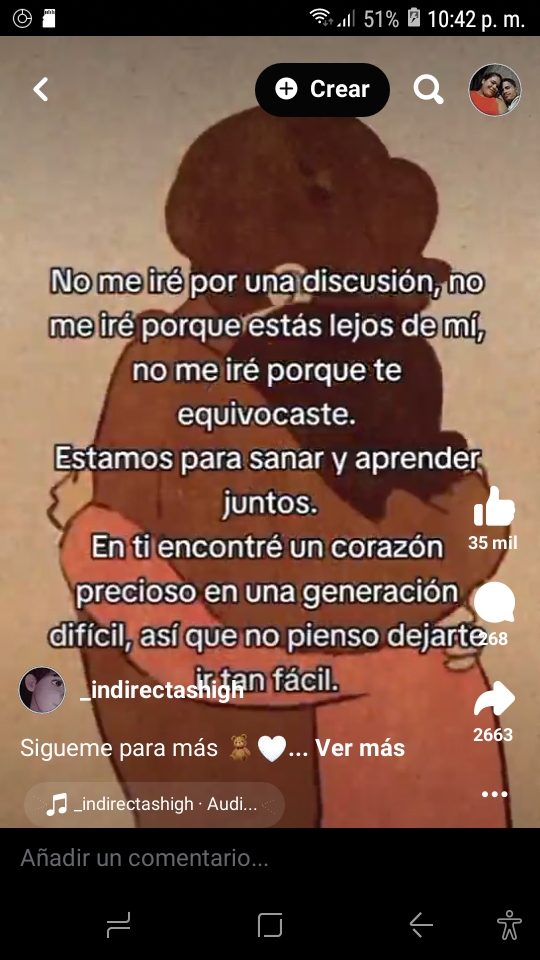 51% 10:42 p. m.
Crear
No me iré por una discusión, no
me iré porque estás lejos de mí,
no me iré porque te
equivocaste.
Estamos para sanar y aprender
juntos.
En ti encontré un corazón
precioso en una generación
difícil, así que no pienso dejarte
ir tan fácil.
35 mil
268
2663
_indirectashigh
Sigueme para más 🧸🤍... Ver más
_indirectashigh · Audi...
Añadir un comentario...